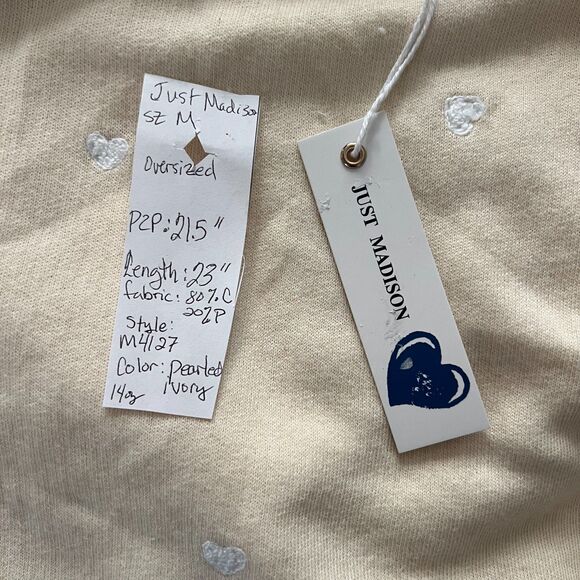 Just Madison
SZ M
Oversized
P2P: 21.5"
Length: 23"
fabric: 80% C
20% P
Style:
M4127
Color: pearled
ivory
14oz
JUST MADISON